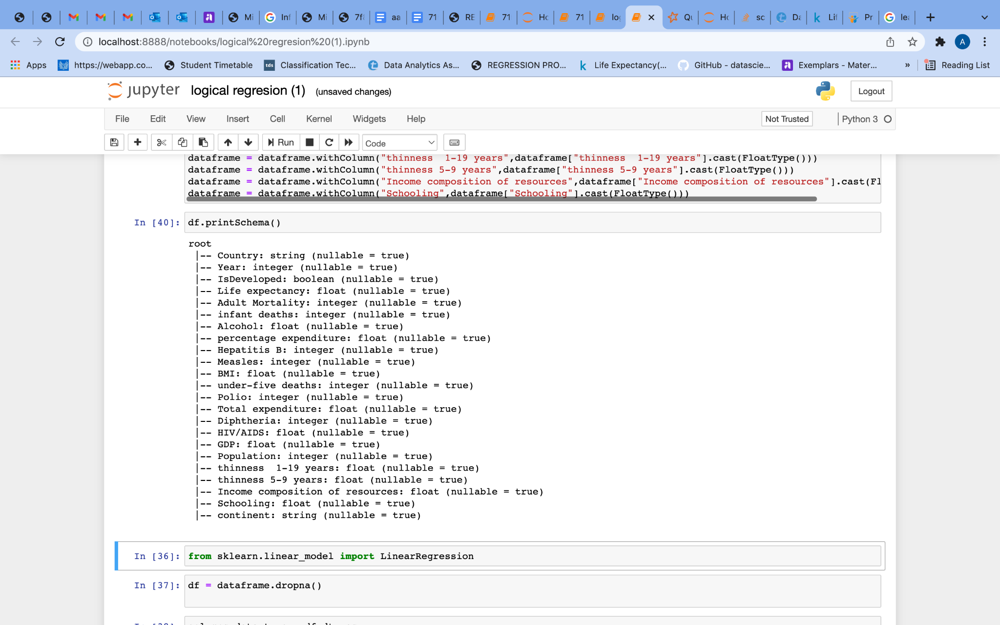 Mi
Inf
Mi
7f
aa
71
RE
71
Hc
71
log
Qu
Hc
sc
Da
Lif
Pr
lea
localhost:8888/notebooks/logical%20regresion%20(1).ipynb
A
Apps
https://webapp.co...
Student Timetable
tds
Classification Tec...
Data Analytics As...
REGRESSION PRO...
Life Expectancy(...
GitHub - datascie...
Exemplars - Mater...
»
Reading List
jupyter logical regresion (1) (unsaved changes)
Logout
File Edit View Insert Cell Kernel Widgets Help
Not Trusted
Python 3
Run
Code
dataframe = dataframe.withColumn("thinness  1-19 years",dataframe["thinness  1-19 years"].cast(FloatType()))
dataframe = dataframe.withColumn("thinness 5-9 years",dataframe["thinness 5-9 years"].cast(FloatType()))
dataframe = dataframe.withColumn("Income composition of resources",dataframe["Income composition of resources"].cast(Fl
dataframe = dataframe.withColumn("Schooling",dataframe["Schooling"].cast(FloatType()))
In [40]: df.printSchema()
root
|-- Country: string (nullable = true)
|-- Year: integer (nullable = true)
|-- IsDeveloped: boolean (nullable = true)
|-- Life expectancy: float (nullable = true)
|-- Adult Mortality: integer (nullable = true)
|-- infant deaths: integer (nullable = true)
|-- Alcohol: float (nullable = true)
|-- percentage expenditure: float (nullable = true)
|-- Hepatitis B: integer (nullable = true)
|-- Measles: integer (nullable = true)
|-- BMI: float (nullable = true)
|-- under-five deaths: integer (nullable = true)
|-- Polio: integer (nullable = true)
|-- Total expenditure: float (nullable = true)
|-- Diphtheria: integer (nullable = true)
|-- HIV/AIDS: float (nullable = true)
|-- GDP: float (nullable = true)
|-- Population: integer (nullable = true)
|-- thinness  1-19 years: float (nullable = true)
|-- thinness 5-9 years: float (nullable = true)
|-- Income composition of resources: float (nullable = true)
|-- Schooling: float (nullable = true)
|-- continent: string (nullable = true)
In [36]: from sklearn.linear_model import LinearRegression
In [37]: df = dataframe.dropna()